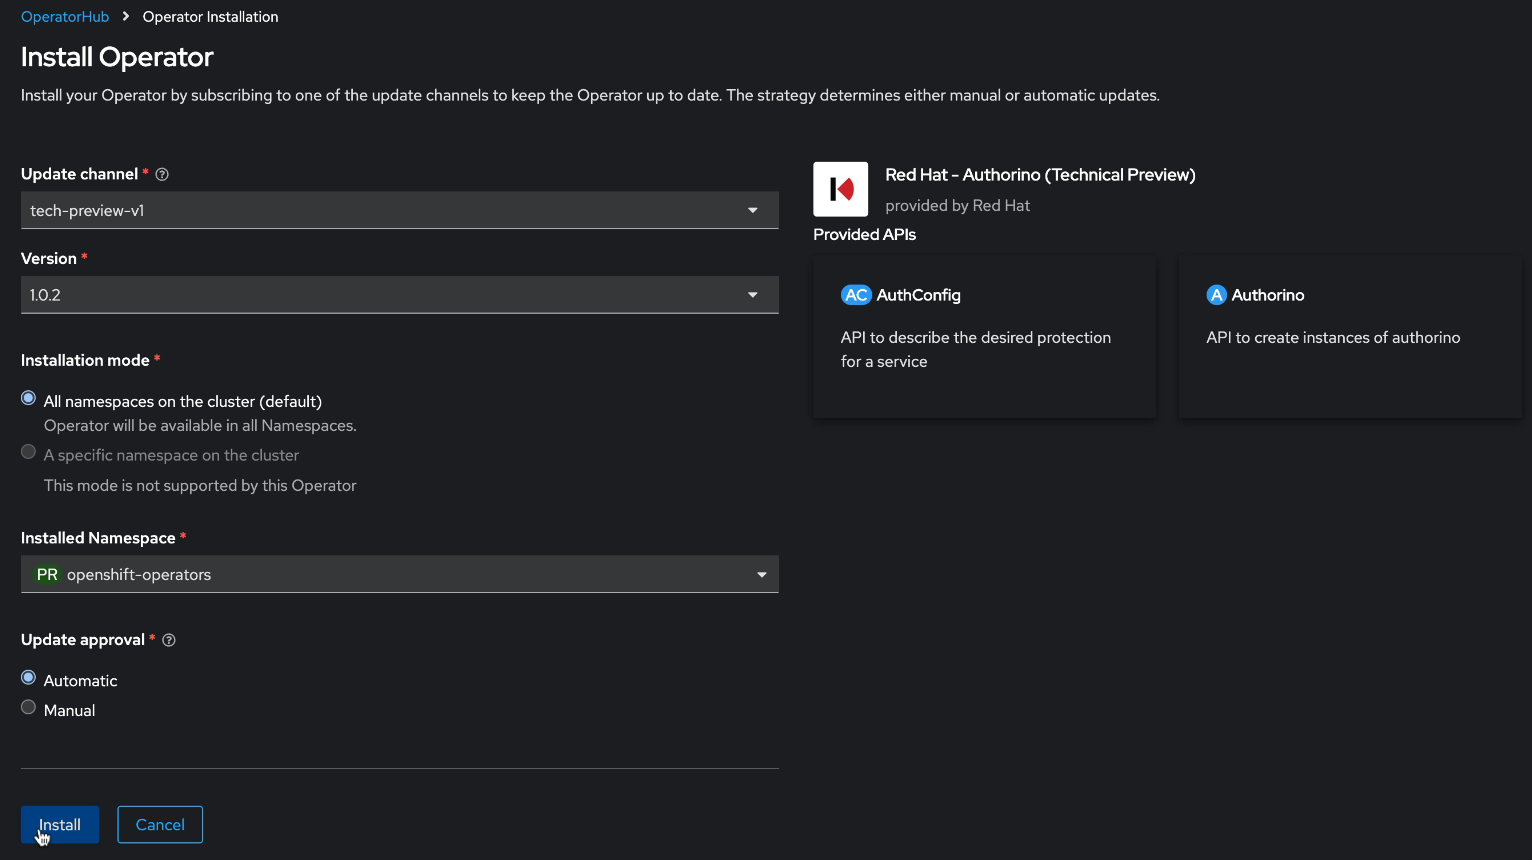 OperatorHub > Operator Installation
Install Operator
Install your Operator by subscribing to one of the update channels to keep the Operator up to date. The strategy determines either manual or automatic updates.
Update channel *
tech-preview-v1
Version *
1.0.2
Installation mode *
All namespaces on the cluster (default)
Operator will be available in all Namespaces.
A specific namespace on the cluster
This mode is not supported by this Operator
Installed Namespace *
PR openshift-operators
Update approval *
Automatic
Manual
Install Cancel
Red Hat - Authorino (Technical Preview)
provided by Red Hat
Provided APIs
AC AuthConfig
API to describe the desired protection
for a service
A Authorino
API to create instances of authorino